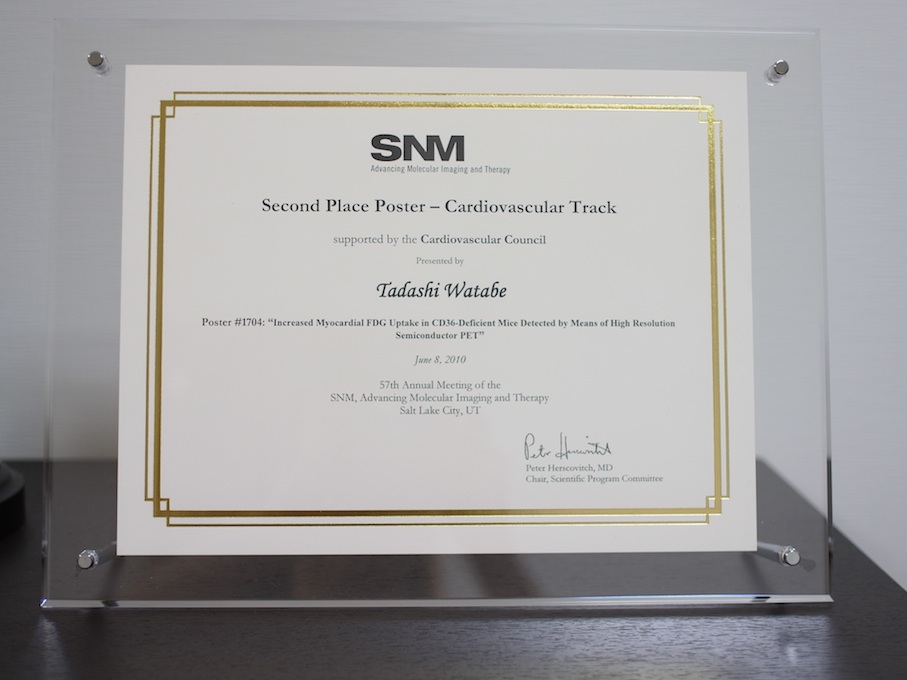 SNM
Advancing Molecular Imaging and Therapy
Second Place Poster – Cardiovascular Track
supported by the Cardiovascular Council
Presented by
Tadashi Watabe
Poster #1704: “Increased Myocardial FDG Uptake in CD36-Deficient Mice Detected by Means of High Resolution
Semiconductor PET”
June 8, 2010
57th Annual Meeting of the
SNM, Advancing Molecular Imaging and Therapy
Salt Lake City, UT
Peter Herscovitch
Peter Herscovitch, MD
Chair, Scientific Program Committee